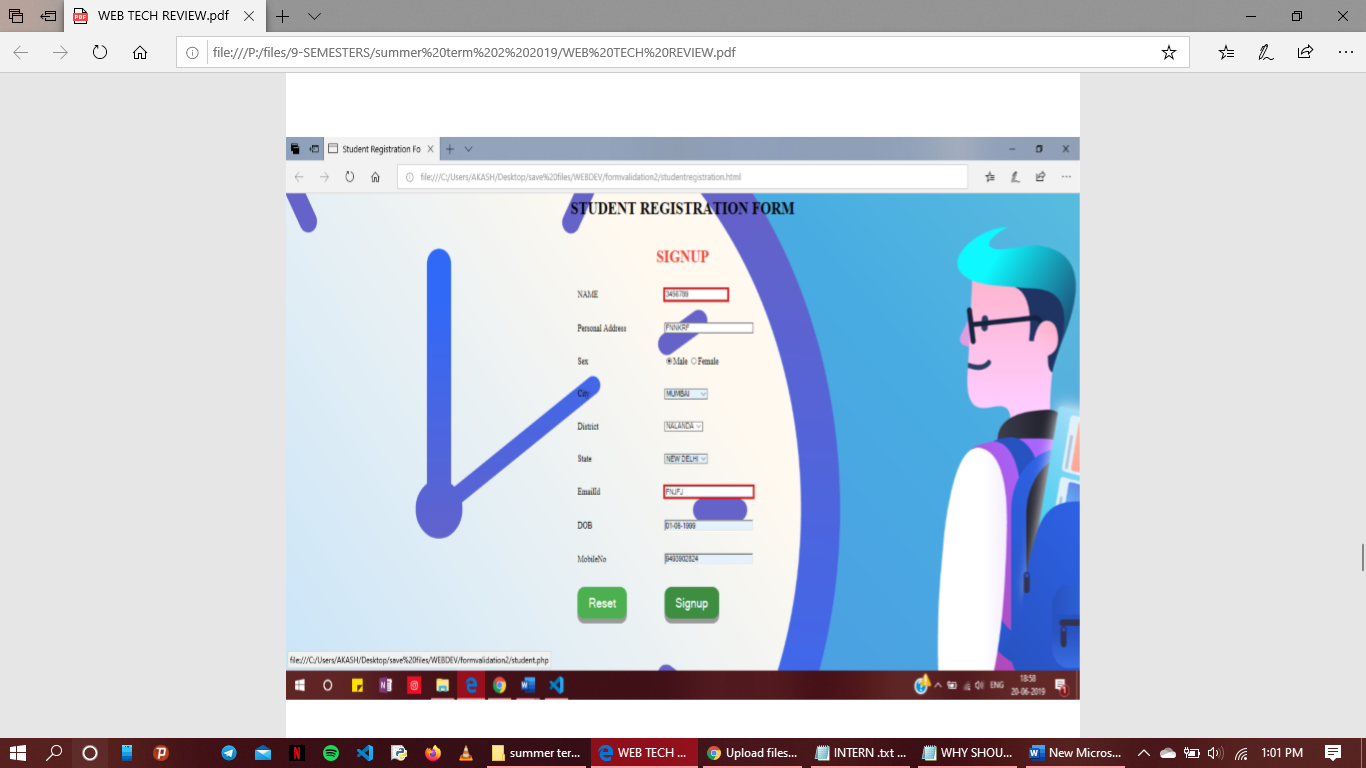 WEB TECH REVIEW.pdf
file:///P:/files/9-SEMESTERS/summer%20term%202%202019/WEB%20TECH%20REVIEW.pdf
Student Registration Fo
file:///C:/Users/AKASH/Desktop/save%20files/WEBDEV/formvalidation2/studentregistration.html
STUDENT REGISTRATION FORM
SIGNUP
NAME 3456789
Personal Address FNNKRF
Sex Male Female
City MUMBAI
District NALANDA
State NEW DELHI
EmailId FNJFJ
DOB 01-06-1999
MobileNo 9493902824
Reset Signup
file:///C:/Users/AKASH/Desktop/save%20files/WEBDEV/formvalidation2/student.php
ENG 18:58
20-06-2019
1
summer ter... WEB TECH ... Upload files... INTERN .txt ... WHY SHOU... New Micros... 1:01 PM